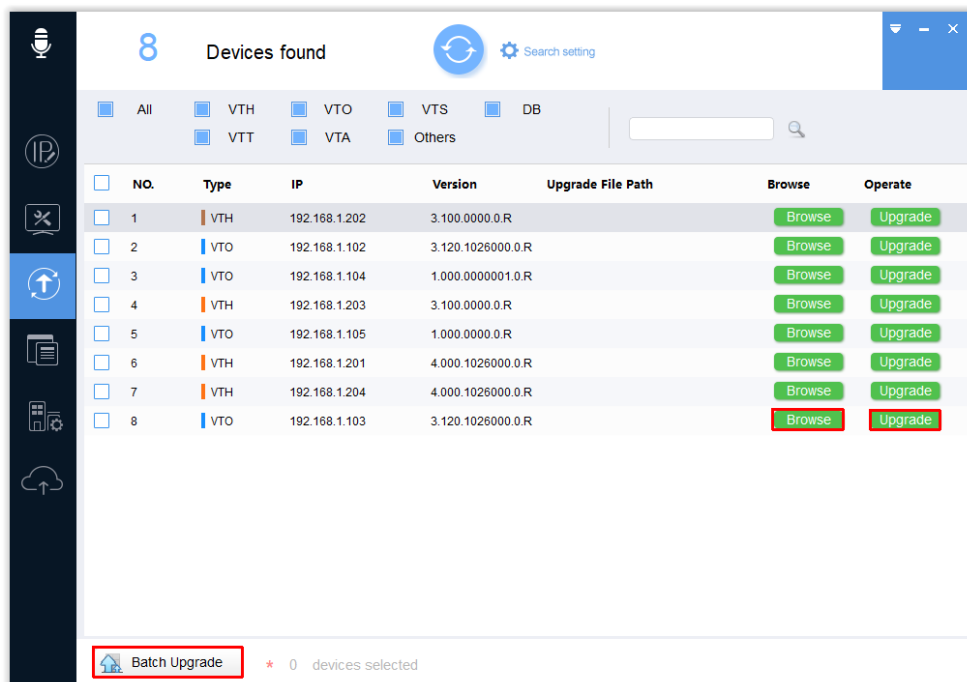 8 Devices found Search setting
All VTH VTO VTS DB
VTT VTA Others
IP
NO. Type IP Version Upgrade File Path Browse Operate
1 VTH 192.168.1.202 3.100.0000.0.R Browse Upgrade
2 VTO 192.168.1.102 3.120.1026000.0.R Browse Upgrade
3 VTO 192.168.1.104 1.000.0000001.0.R Browse Upgrade
4 VTH 192.168.1.203 3.100.0000.0.R Browse Upgrade
5 VTO 192.168.1.105 1.000.0000.0.R Browse Upgrade
6 VTH 192.168.1.201 4.000.1026000.0.R Browse Upgrade
7 VTH 192.168.1.204 4.000.1026000.0.R Browse Upgrade
8 VTO 192.168.1.103 3.120.1026000.0.R Browse Upgrade
Batch Upgrade * 0 devices selected